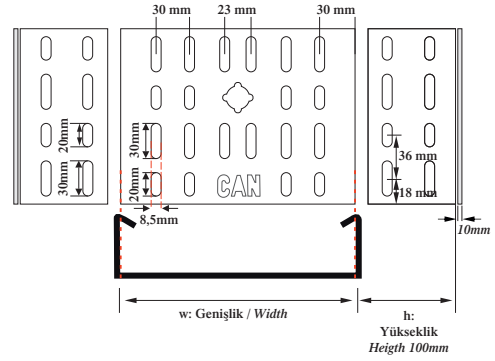 30 mm 23 mm 30 mm
20mm
30mm
30mm
20mm
8,5mm
CAN
36 mm
18 mm
10mm
w: Genişlik / Width
h:
Yükseklik
Heigth 100mm